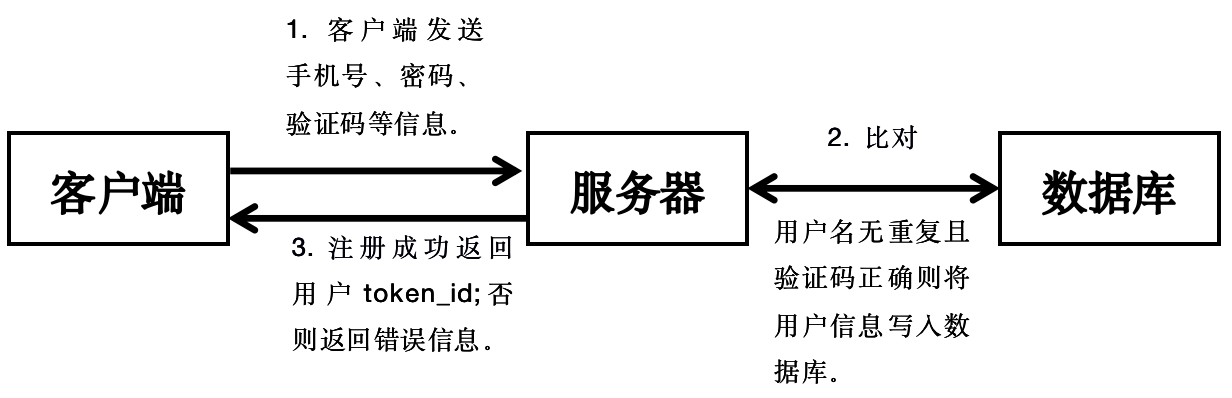 1. 客户端发送
手机号、密码、
验证码等信息。
客户端
服务器
2. 比对
数据库
用户名无重复且
验证码正确则将
用户信息写入数
据库。
3. 注册成功返回
用户 token_id;否
则返回错误信息。